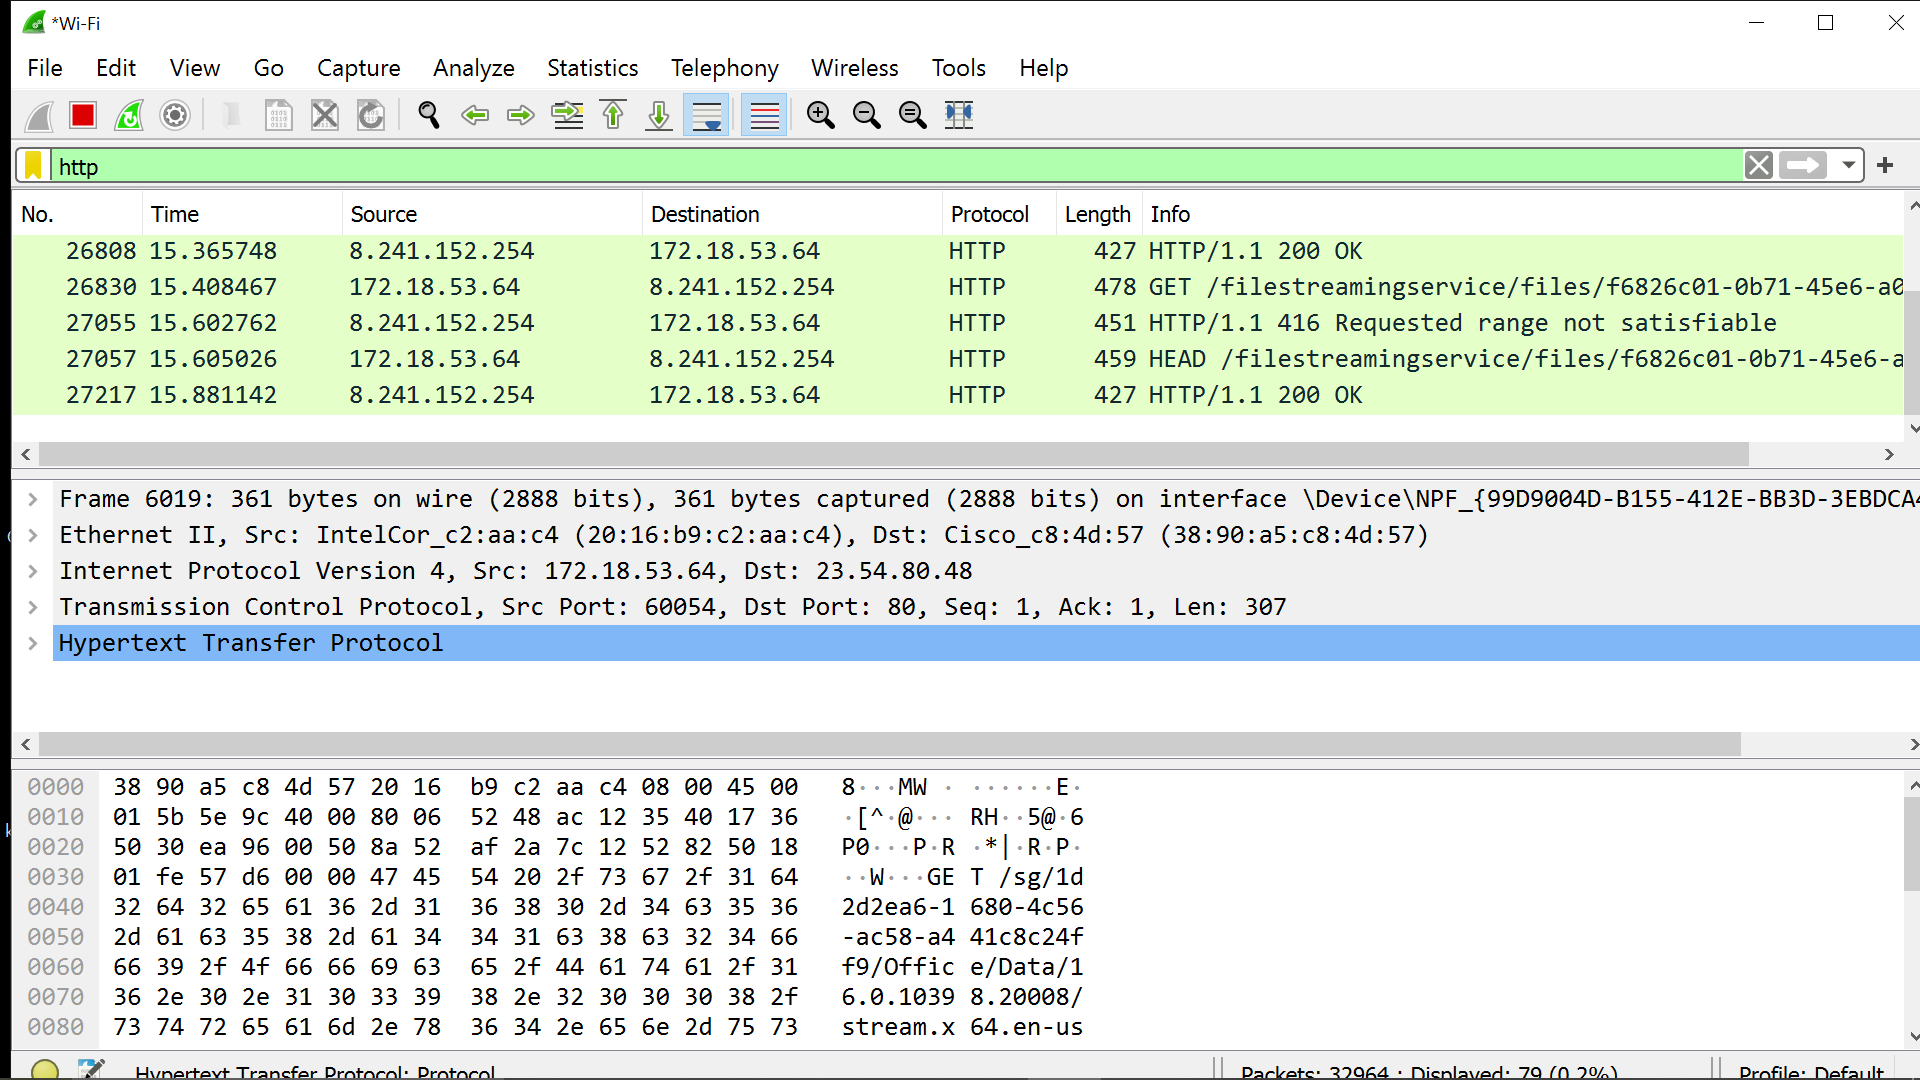 *Wi-Fi
File Edit View Go Capture Analyze Statistics Telephony Wireless Tools Help
http
No. Time Source Destination Protocol Length Info
26808 15.365748 8.241.152.254 172.18.53.64 HTTP 427 HTTP/1.1 200 OK
26830 15.408467 172.18.53.64 8.241.152.254 HTTP 478 GET /filestreamingservice/files/f6826c01-0b71-45e6-a0
27055 15.602762 8.241.152.254 172.18.53.64 HTTP 451 HTTP/1.1 416 Requested range not satisfiable
27057 15.605026 172.18.53.64 8.241.152.254 HTTP 459 HEAD /filestreamingservice/files/f6826c01-0b71-45e6-a
27217 15.881142 8.241.152.254 172.18.53.64 HTTP 427 HTTP/1.1 200 OK
Frame 6019: 361 bytes on wire (2888 bits), 361 bytes captured (2888 bits) on interface \Device\NPF_{99D9004D-B155-412E-BB3D-3EBDCA4
Ethernet II, Src: IntelCor_c2:aa:c4 (20:16:b9:c2:aa:c4), Dst: Cisco_c8:4d:57 (38:90:a5:c8:4d:57)
Internet Protocol Version 4, Src: 172.18.53.64, Dst: 23.54.80.48
Transmission Control Protocol, Src Port: 60054, Dst Port: 80, Seq: 1, Ack: 1, Len: 307
Hypertext Transfer Protocol
0000 38 90 a5 c8 4d 57 20 16 b9 c2 aa c4 08 00 45 00 8···MW · ······E·
0010 01 5b 5e 9c 40 00 80 06 52 48 ac 12 35 40 17 36 ·[^·@··· RH··5@·6
0020 50 30 ea 96 00 50 8a 52 af 2a 7c 12 52 82 50 18 P0···P·R ·*|·R·P·
0030 01 fe 57 d6 00 00 47 45 54 20 2f 73 67 2f 31 64 ··W···GE T /sg/1d
0040 32 64 32 65 61 36 2d 31 36 38 30 2d 34 63 35 36 2d2ea6-1 680-4c56
0050 2d 61 63 35 38 2d 61 34 34 31 63 38 63 32 34 66 -ac58-a4 41c8c24f
0060 66 39 2f 4f 66 66 69 63 65 2f 44 61 74 61 2f 31 f9/Offic e/Data/1
0070 36 2e 30 2e 31 30 33 39 38 2e 32 30 30 30 38 2f 6.0.1039 8.20008/
0080 73 74 72 65 61 6d 2e 78 36 34 2e 65 6e 2d 75 73 stream.x 64.en-us
Hypertext Transfer Protocol: Protocol Packets: 32964 · Displayed: 79 (0.2%) Profile: Default